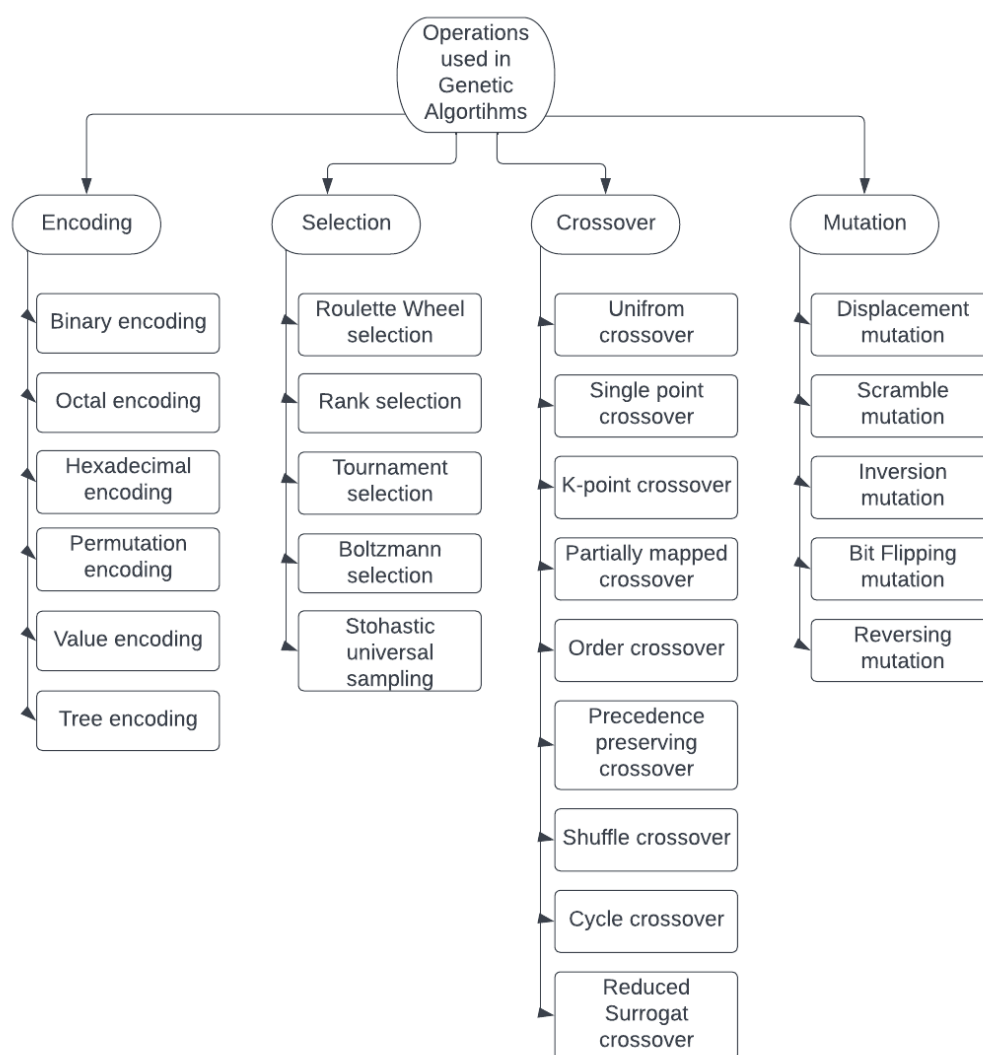 Operations
used in
Genetic
Algortihms
Encoding
Selection
Crossover
Mutation
Binary encoding
Octal encoding
Hexadecimal
encoding
Permutation
encoding
Value encoding
Tree encoding
Roulette Wheel
selection
Rank selection
Tournament
selection
Boltzmann
selection
Stohastic
universal
sampling
Unifrom
crossover
Single point
crossover
K-point crossover
Partially mapped
crossover
Order crossover
Precedence
preserving
crossover
Shuffle crossover
Cycle crossover
Reduced
Surrogat
crossover
Displacement
mutation
Scramble
mutation
Inversion
mutation
Bit Flipping
mutation
Reversing
mutation